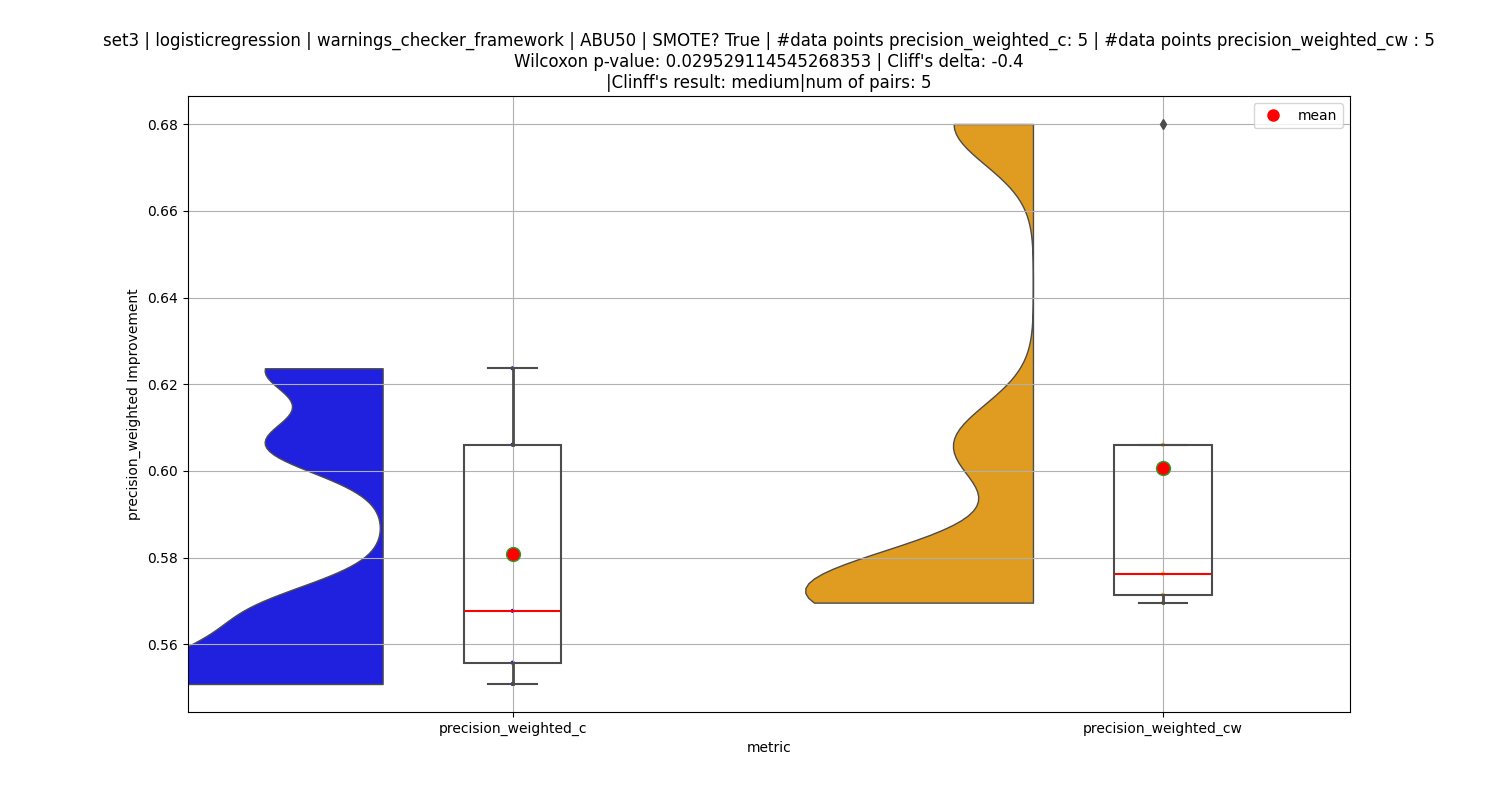 set3 | logisticregression | warnings_checker_framework | ABU50 | SMOTE? True | #data points precision_weighted_c: 5 | #data points precision_weighted_cw : 5
Wilcoxon p-value: 0.029529114545268353 | Cliff's delta: -0.4
|Clinff's result: medium|num of pairs: 5
mean
0.68
0.66
0.64
0.62
0.60
0.58
0.56
precision_weighted Improvement
precision_weighted_c
precision_weighted_cw
metric